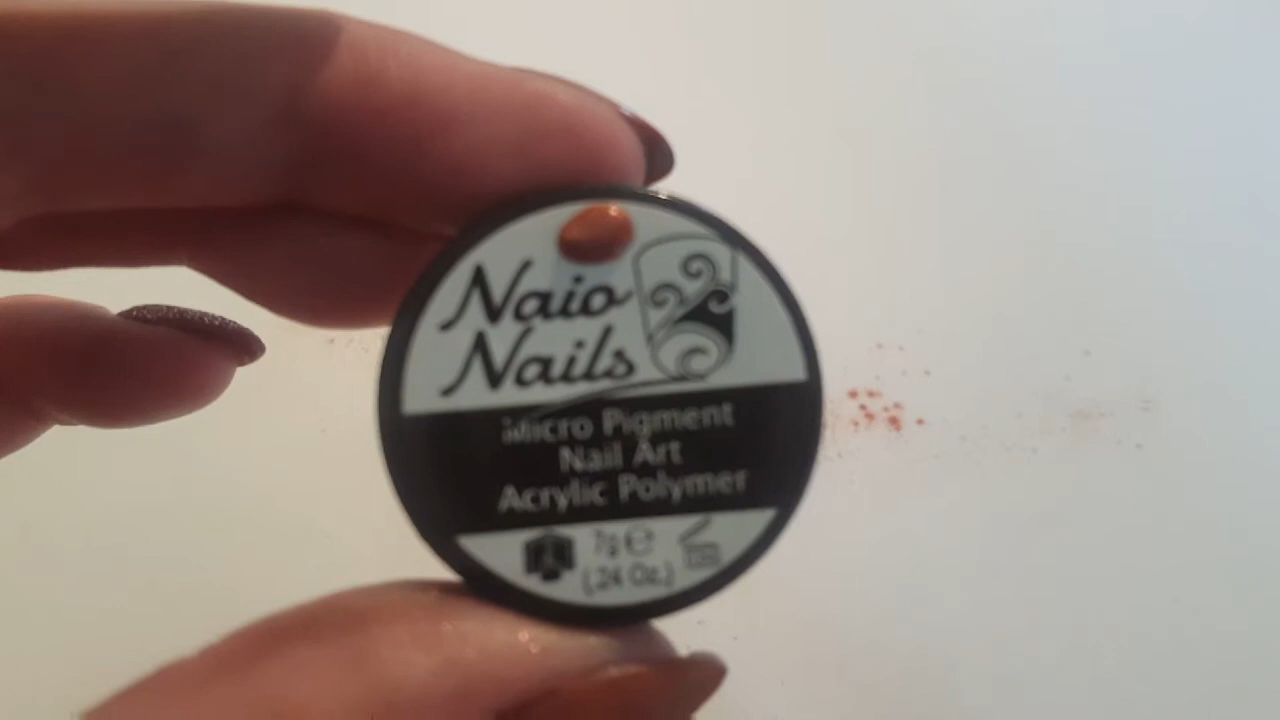 Naio
Nails
Micro Pigment
Nail Art
Acrylic Polymer
7g ℮
(.24 Oz.)